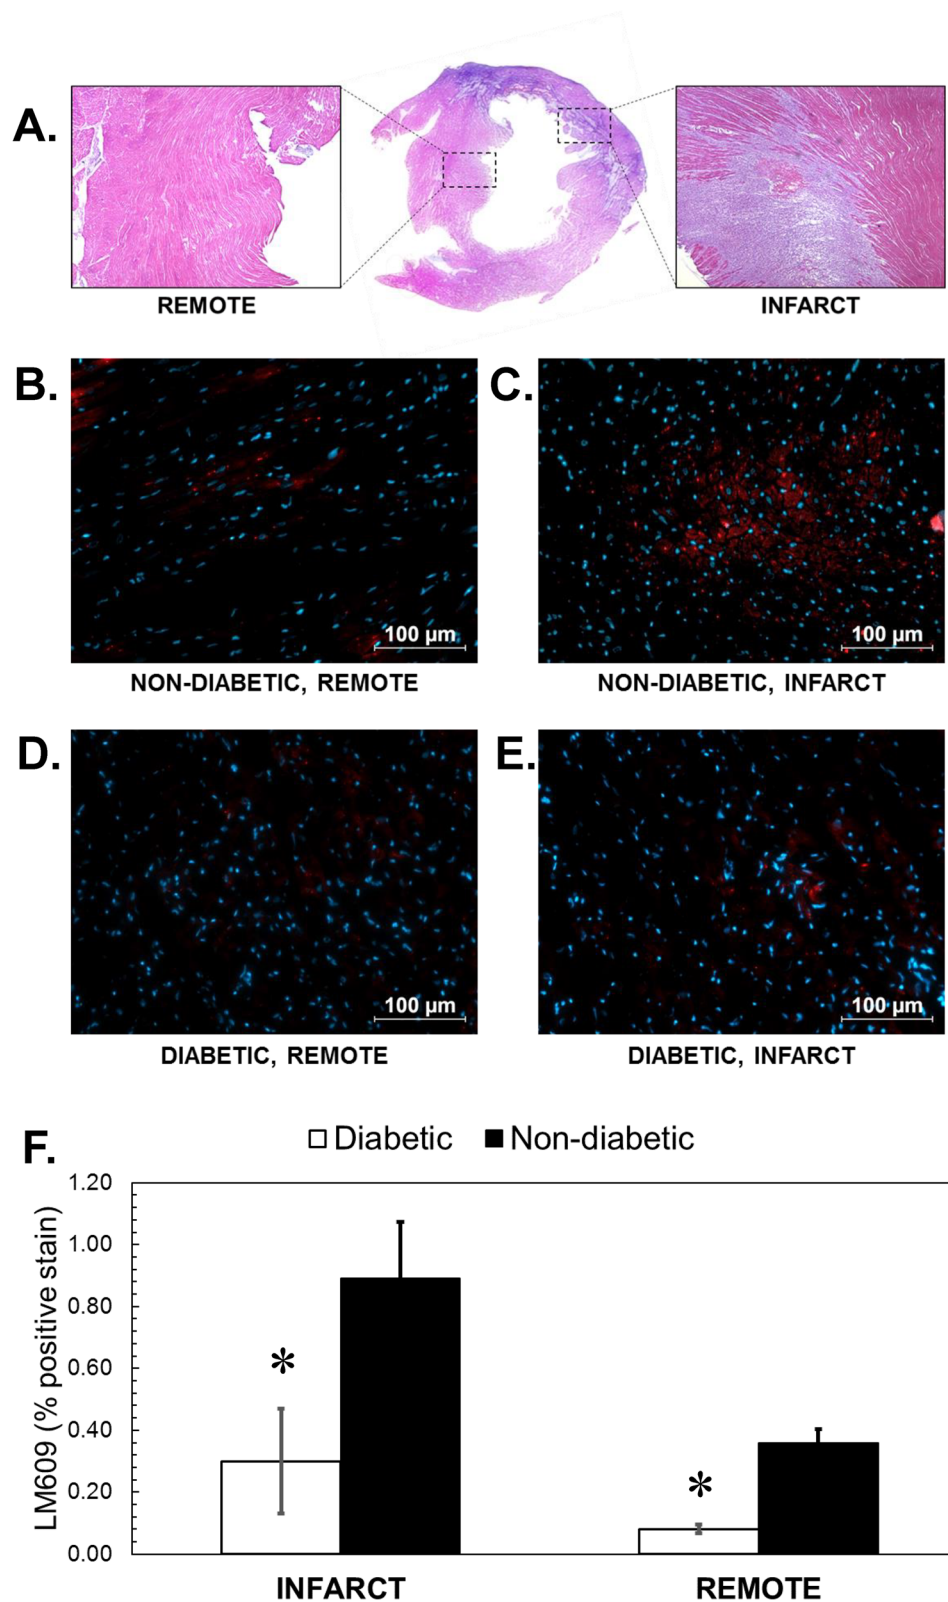 A.
REMOTE
INFARCT
B.
C.
100 µm
100 µm
NON-DIABETIC, REMOTE
NON-DIABETIC, INFARCT
D.
E.
100 µm
100 µm
DIABETIC, REMOTE
DIABETIC, INFARCT
F.
Diabetic
Non-diabetic
LM609 (% positive stain)
1.20
1.00
0.80
0.60
0.40
0.20
0.00
*
*
INFARCT
REMOTE